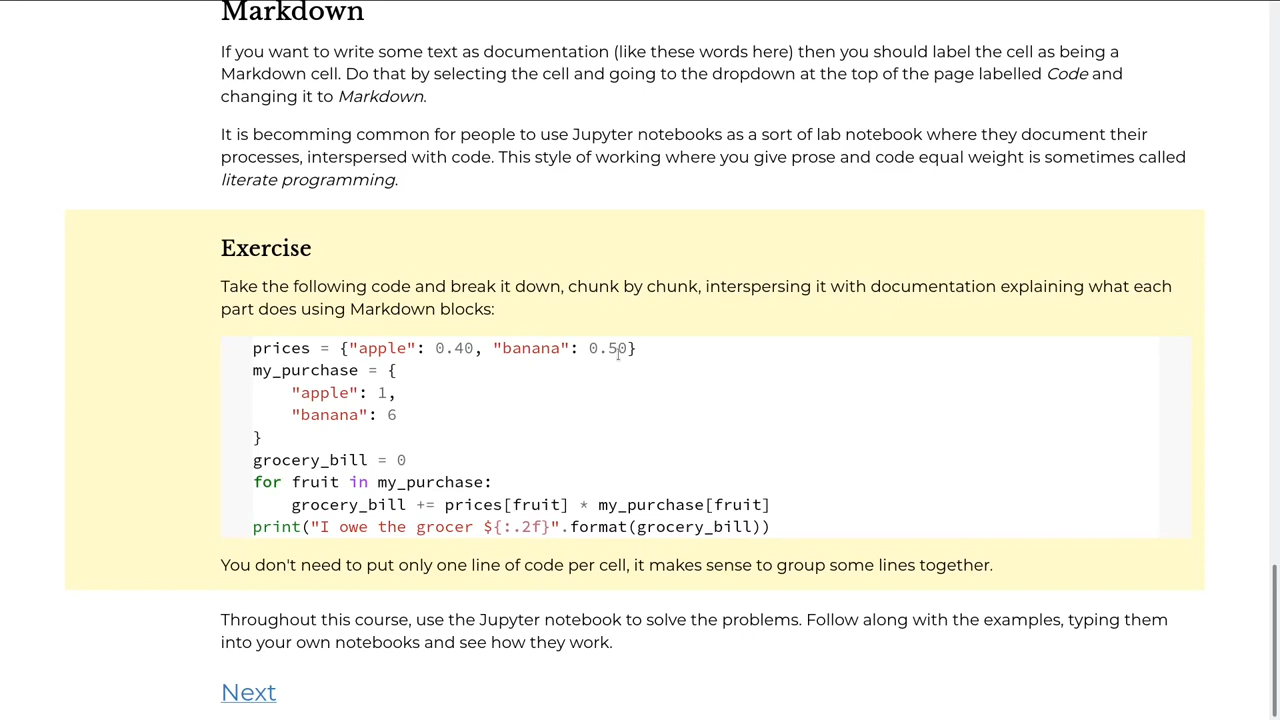 Markdown
If you want to write some text as documentation (like these words here) then you should label the cell as being a
Markdown cell. Do that by selecting the cell and going to the dropdown at the top of the page labelled Code and
changing it to Markdown.
It is becomming common for people to use Jupyter notebooks as a sort of lab notebook where they document their
processes, interspersed with code. This style of working where you give prose and code equal weight is sometimes called
literate programming.
Exercise
Take the following code and break it down, chunk by chunk, interspersing it with documentation explaining what each
part does using Markdown blocks:
prices = {"apple": 0.40, "banana": 0.50}
my_purchase = {
    "apple": 1,
    "banana": 6
}
grocery_bill = 0
for fruit in my_purchase:
    grocery_bill += prices[fruit] * my_purchase[fruit]
print("I owe the grocer ${:.2f}".format(grocery_bill))
You don't need to put only one line of code per cell, it makes sense to group some lines together.
Throughout this course, use the Jupyter notebook to solve the problems. Follow along with the examples, typing them
into your own notebooks and see how they work.
Next